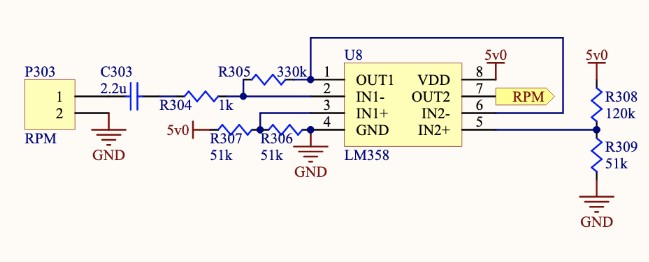 U8
5v0
5v0
P303
C303
2.2u
R305
330k
1
2
RPM
GND
R304
1k
1
2
3
4
OUT1
IN1-
IN1+
GND
VDD
OUT2
IN2-
IN2+
8
7
6
5
LM358
RPM
R308
120k
5v0
R307
51k
R306
51k
GND
R309
51k
GND